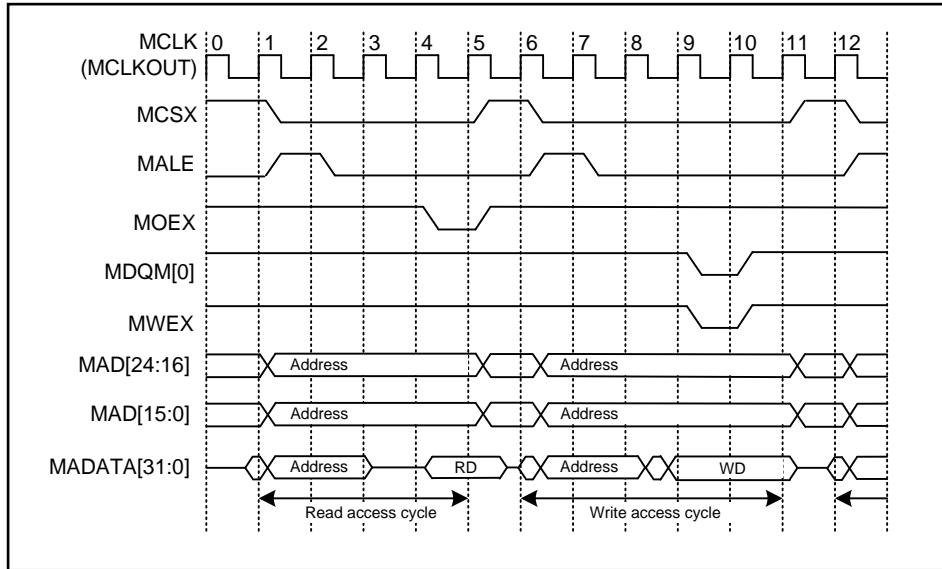 MCLK 0 1 2 3 4 5 6 7 8 9 10 11 12
(MCLKOUT)
MCSX
MALE
MOEX
MDQM[0]
MWEX
MAD[24:16] Address Address
MAD[15:0] Address Address
MADATA[31:0] Address RD Address WD
Read access cycle Write access cycle